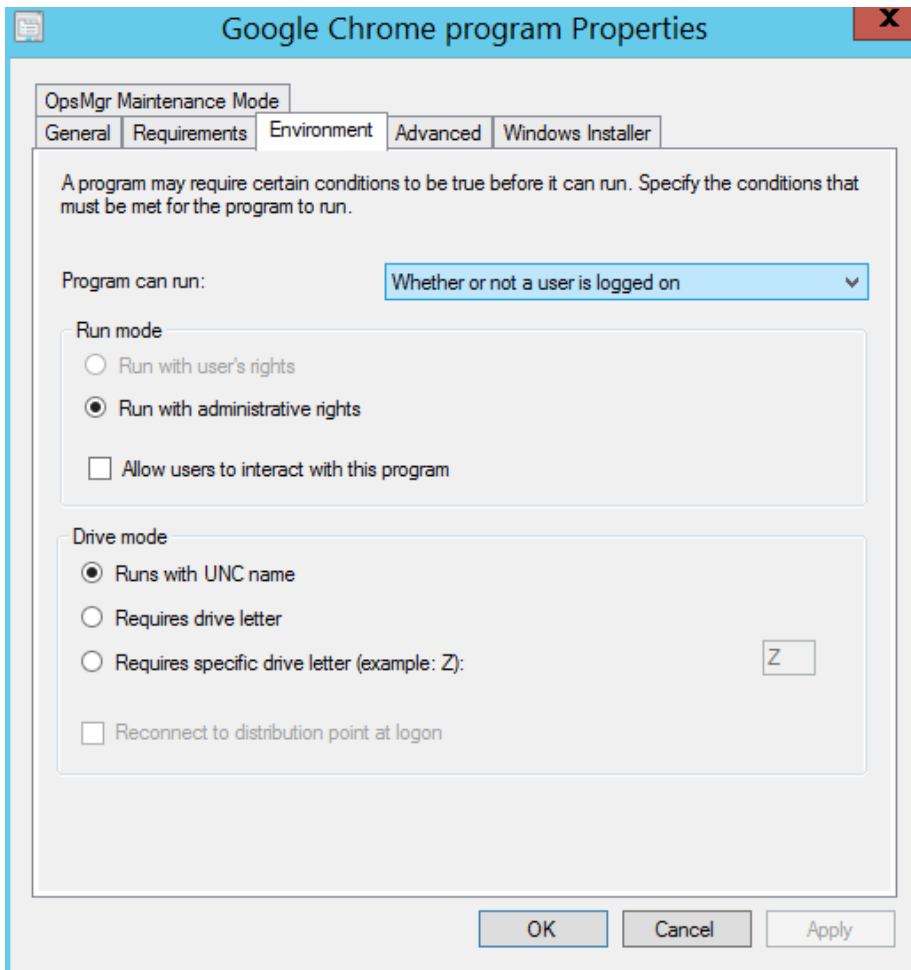 Google Chrome program Properties
X
OpsMgr Maintenance Mode
General Requirements Environment Advanced Windows Installer
A program may require certain conditions to be true before it can run. Specify the conditions that
must be met for the program to run.
Program can run: Whether or not a user is logged on
Run mode
Run with user's rights
Run with administrative rights
Allow users to interact with this program
Drive mode
Runs with UNC name
Requires drive letter
Requires specific drive letter (example: Z): Z
Reconnect to distribution point at logon
OK Cancel Apply